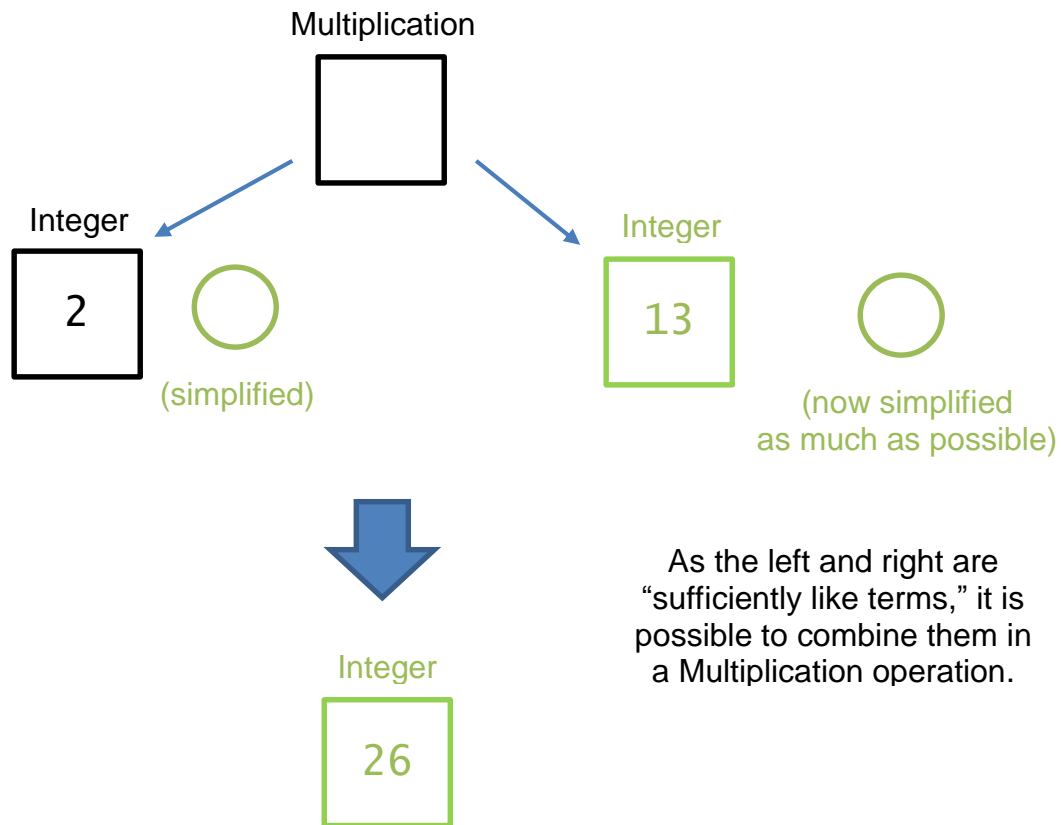 Multiplication
Integer
2
(simplified)
Integer
13
(now simplified
as much as possible)
As the left and right are
“sufficiently like terms,” it is
possible to combine them in
a Multiplication operation.
Integer
26